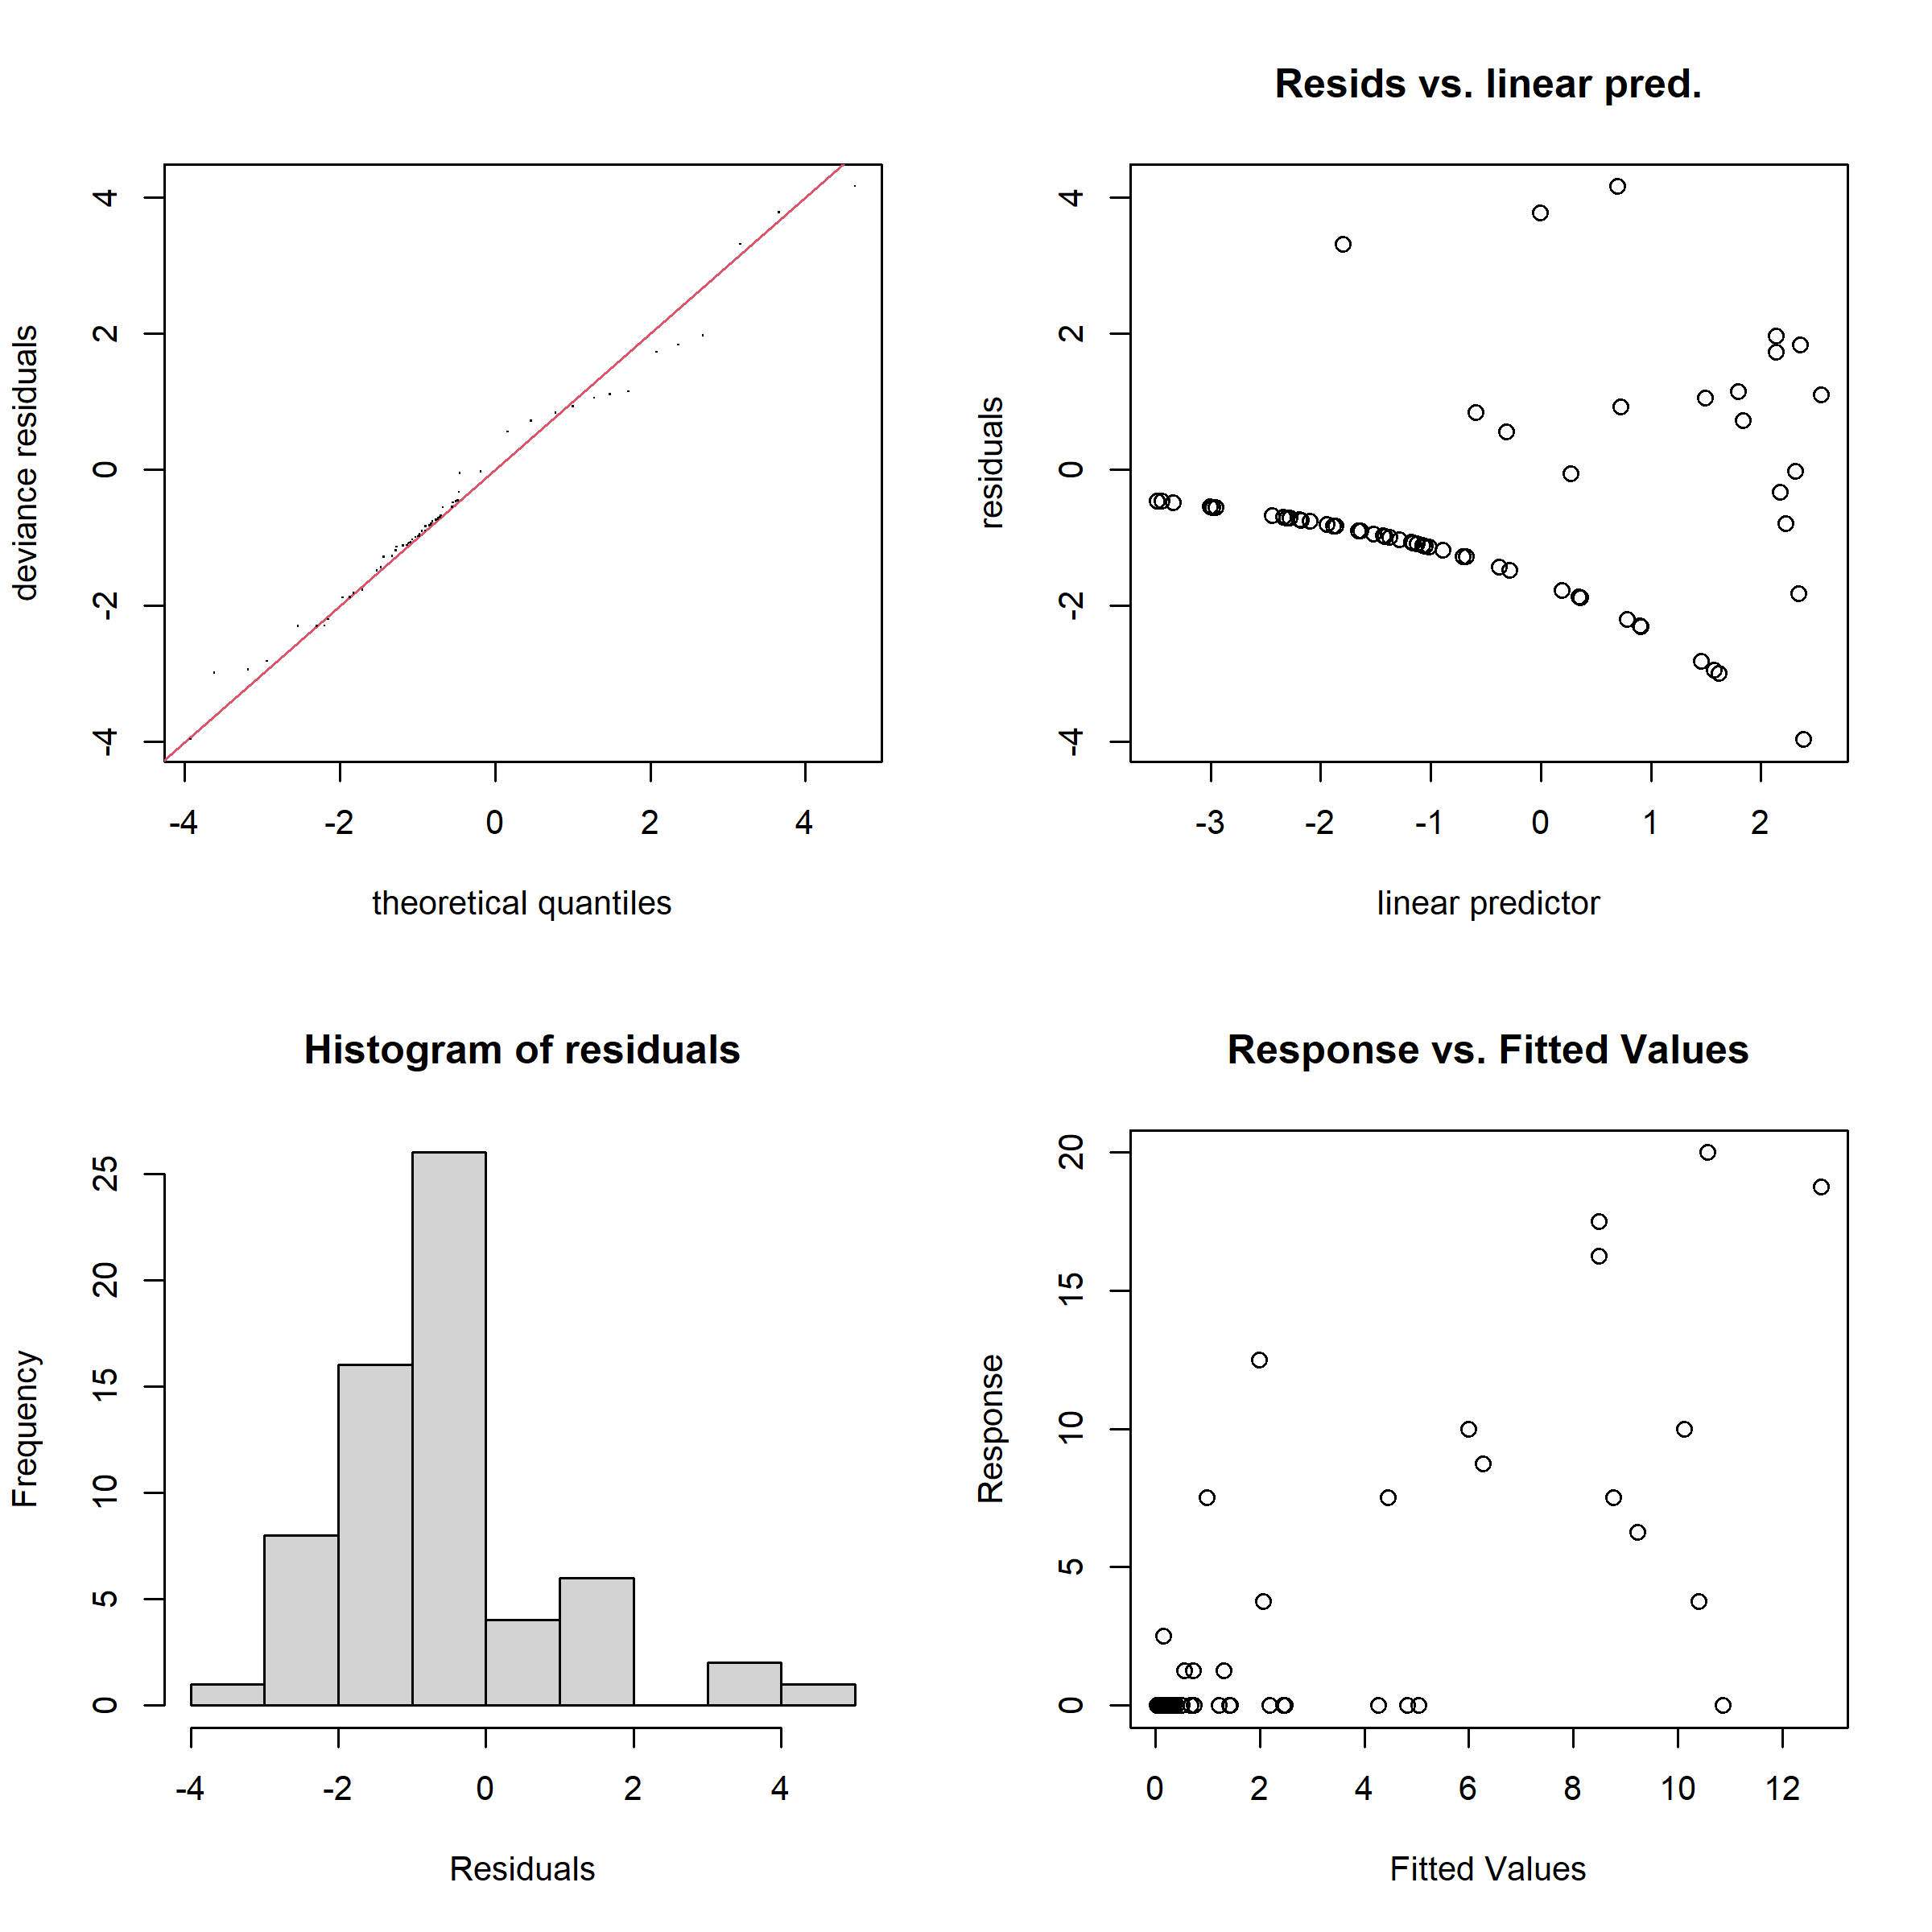 4
2
0
-2
-4
deviance residuals
-4 -2 0 2 4
theoretical quantiles
Resids vs. linear pred.
4
2
0
-2
-4
residuals
-3 -2 -1 0 1 2
linear predictor
Histogram of residuals
25
20
15
10
5
0
Frequency
-4 -2 0 2 4
Residuals
Response vs. Fitted Values
20
15
10
5
0
Response
0 2 4 6 8 10 12
Fitted Values